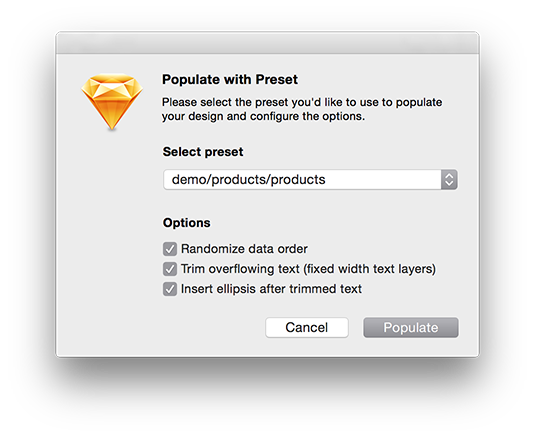 Populate with Preset
Please select the preset you'd like to use to populate
your design and configure the options.
Select preset
demo/products/products
Options
Randomize data order
Trim overflowing text (fixed width text layers)
Insert ellipsis after trimmed text
Cancel
Populate